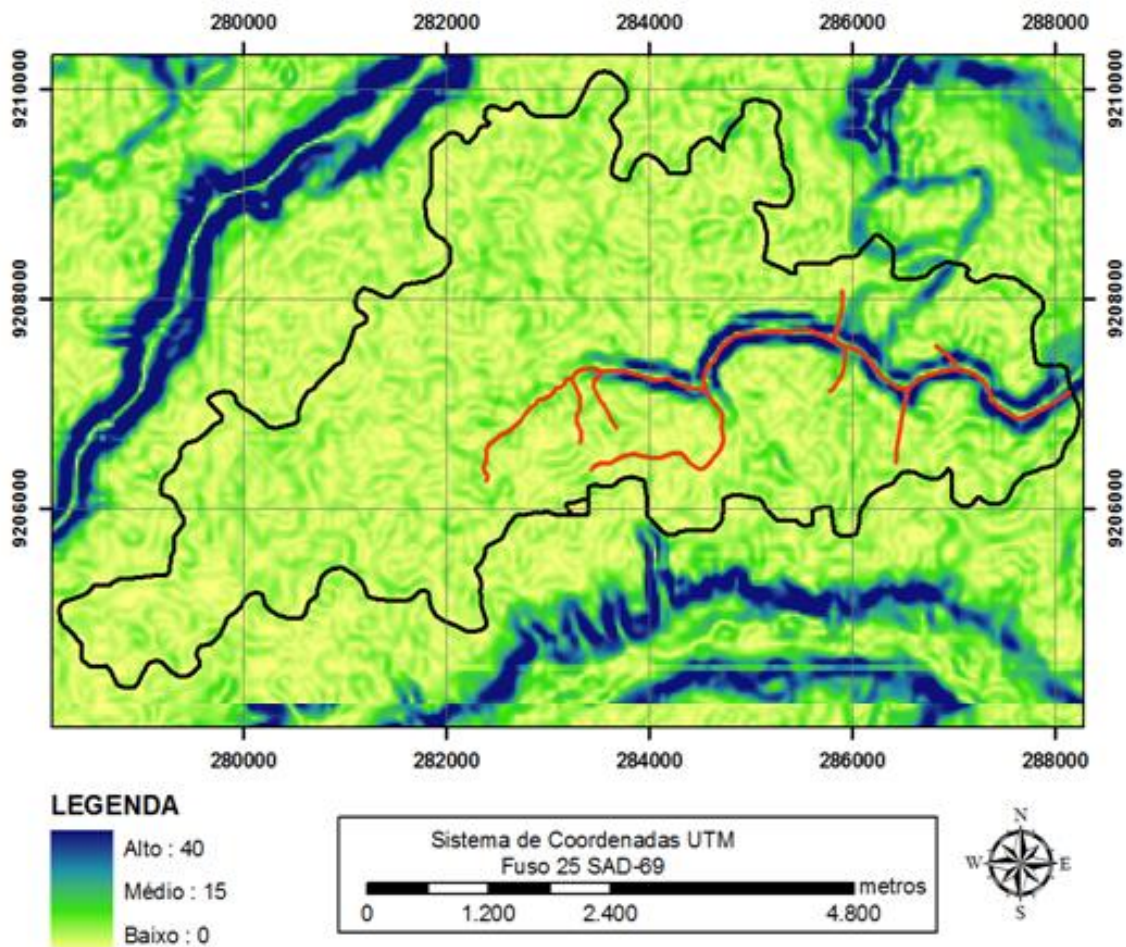 280000 282000 284000 286000 288000
9210000 9210000
9208000 9208000
9206000 9206000
280000 282000 284000 286000 288000
LEGENDA
Alto : 40
Médio : 15
Baixo : 0
Sistema de Coordenadas UTM
Fuso 25 SAD-69
metros
0 1.200 2.400 4.800
N
W E
S